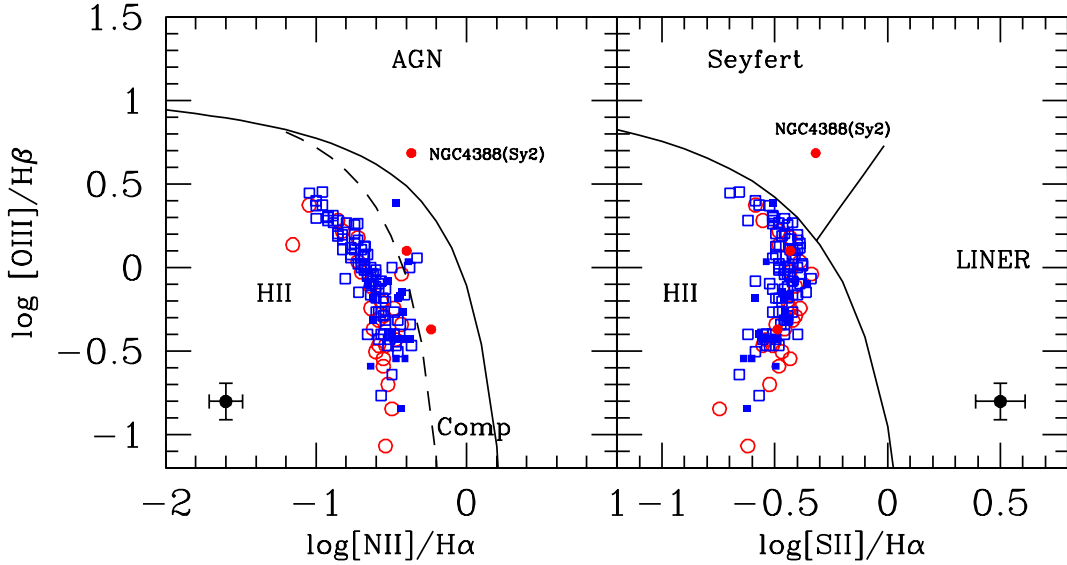 1.5
1
0.5
0
−0.5
−1
log [OIII]/Hβ
AGN
NGC4388(Sy2)
HII
Comp
−2
−1
0
1
log[NII]/Hα
Seyfert
NGC4388(Sy2)
LINER
HII
−1
−0.5
0
0.5
log[SII]/Hα